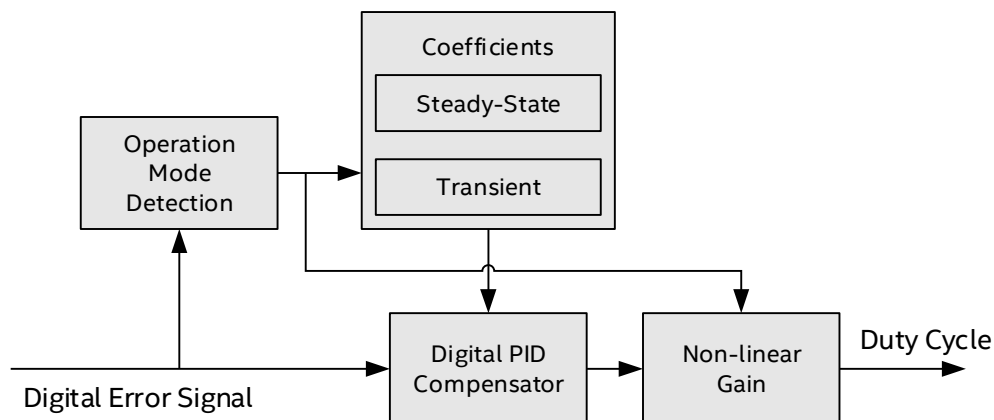 Coefficients
Steady-State
Transient
Operation
Mode
Detection
Digital Error Signal
Digital PID
Compensator
Non-linear
Gain
Duty Cycle